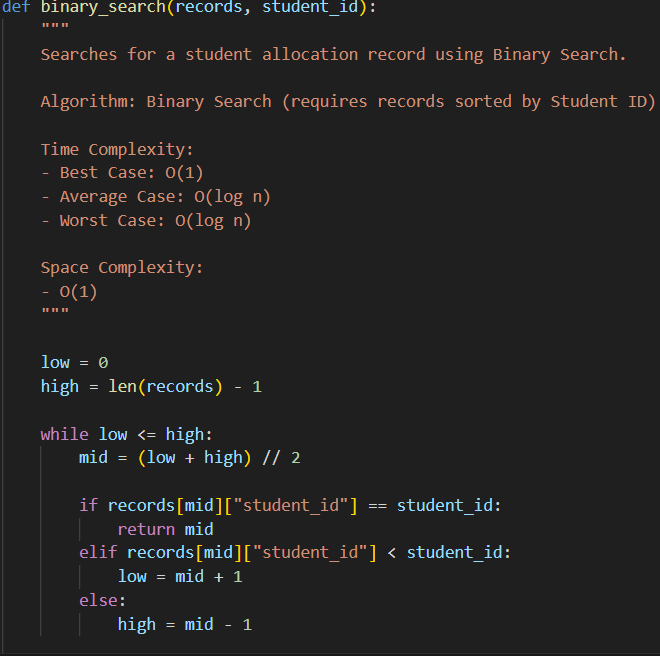 def binary_search(records, student_id):
    """
    Searches for a student allocation record using Binary Search.

    Algorithm: Binary Search (requires records sorted by Student ID)

    Time Complexity:
    - Best Case: O(1)
    - Average Case: O(log n)
    - Worst Case: O(log n)

    Space Complexity:
    - O(1)
    """

    low = 0
    high = len(records) - 1

    while low <= high:
        mid = (low + high) // 2

        if records[mid]["student_id"] == student_id:
            return mid
        elif records[mid]["student_id"] < student_id:
            low = mid + 1
        else:
            high = mid - 1